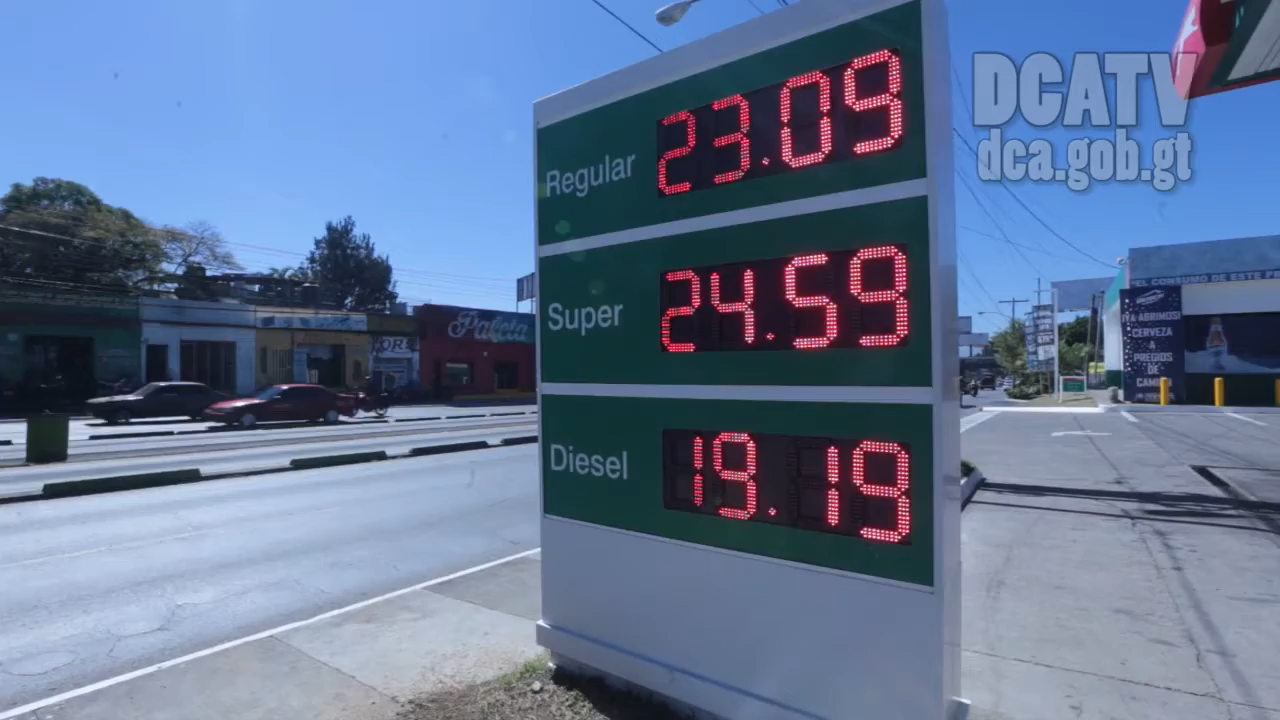 DCATV
dca.gob.gt
Regular 23.09
Super 24.59
Diesel 19.19
Paleta
EL CONSUMO DE ESTE
¡YA ABRIMOS!
CERVEZA
A
PRECIOS
DE